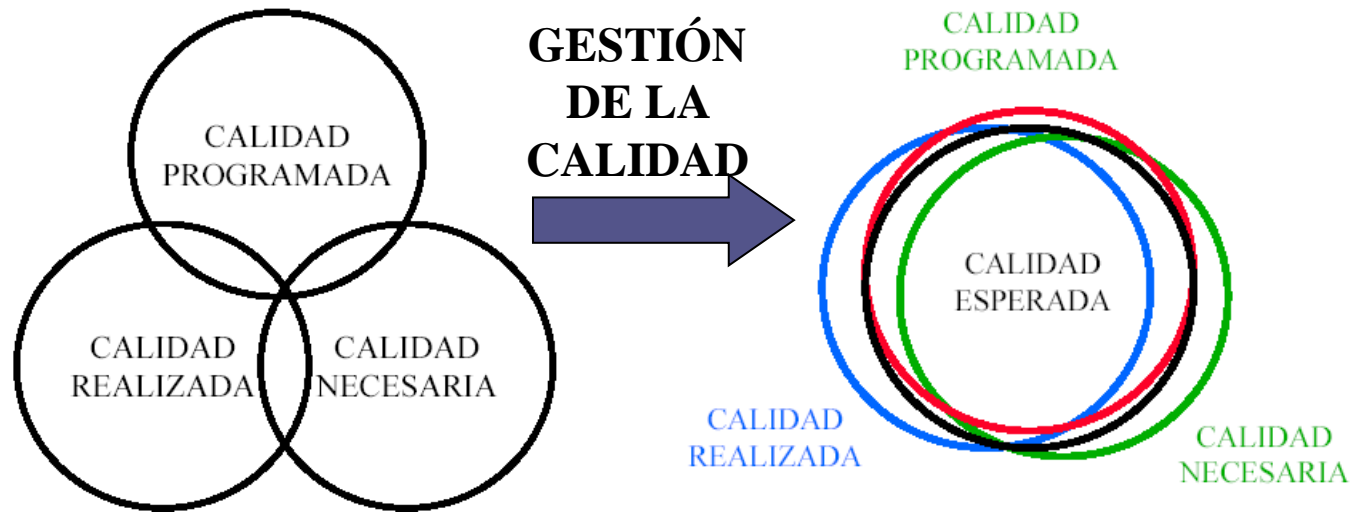 CALIDAD
PROGRAMADA
CALIDAD
REALIZADA
CALIDAD
NECESARIA
GESTIÓN
DE LA
CALIDAD
CALIDAD
PROGRAMADA
CALIDAD
ESPERADA
CALIDAD
REALIZADA
CALIDAD
NECESARIA